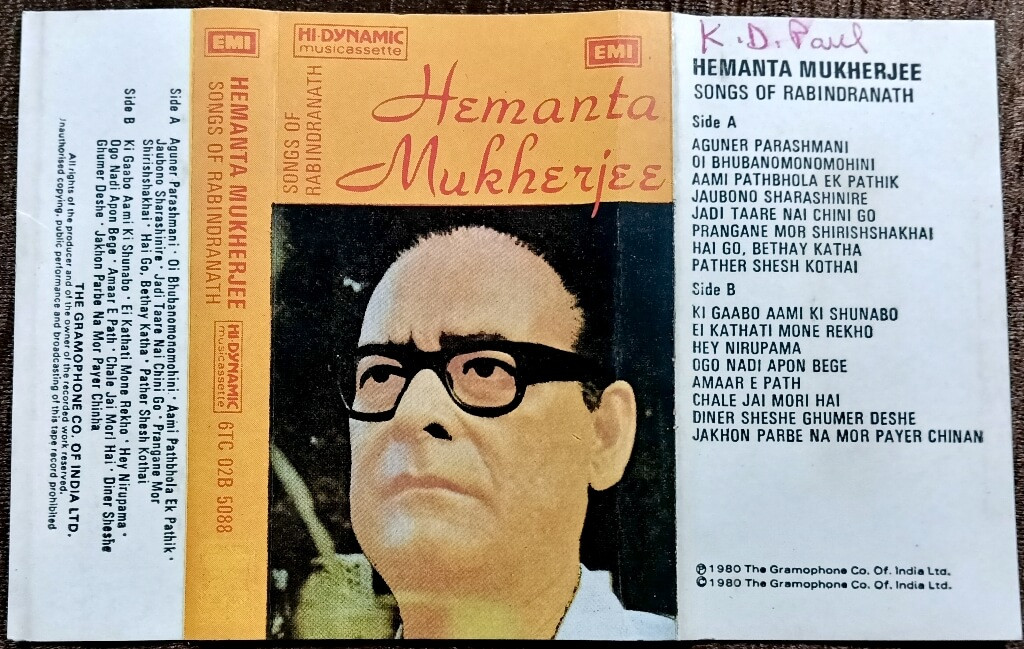 Side A Aguner Parashmani · Oi Bhubanomonomohini · Aami Pathbhola Ek Pathik ·
Jaubono Sharashinire · Jadi Taare Nai Chini Go · Prangane Mor
Shirishshakhai · Hai Go, Bethay Katha · Pather Shesh Kothai
Side B Ki Gaabo Aami Ki Shunabo · Ei Kathati Mone Rekho · Hey Nirupama ·
Ogo Nadi Apon Bege · Amaar E Path · Chale Jai Mori Hai · Diner Sheshe
Ghumer Deshe · Jakhon Parbe Na Mor Payer Chinha
THE GRAMOPHONE CO. OF INDIA LTD.
All rights of the producer and of the owner of the recorded work reserved.
Unauthorised copying, public performance and broadcasting of this tape record prohibited
EMI
HEMANTA MUKHERJEE
SONGS OF RABINDRANATH
HI-DYNAMIC
musicassette
6TC 02B 5088
HI-DYNAMIC
musicassette
EMI
SONGS OF
RABINDRANATH
Hemanta
Mukherjee
K.D. Paul
HEMANTA MUKHERJEE
SONGS OF RABINDRANATH
Side A
AGUNER PARASHMANI
OI BHUBANOMONOMOHINI
AAMI PATHBHOLA EK PATHIK
JAUBONO SHARASHINIRE
JADI TAARE NAI CHINI GO
PRANGANE MOR SHIRISHSHAKHAI
HAI GO, BETHAY KATHA
PATHER SHESH KOTHAI
Side B
KI GAABO AAMI KI SHUNABO
EI KATHATI MONE REKHO
HEY NIRUPAMA
OGO NADI APON BEGE
AMAAR E PATH
CHALE JAI MORI HAI
DINER SHESHE GHUMER DESHE
JAKHON PARBE NA MOR PAYER CHINAN
℗ 1980 The Gramophone Co. Of. India Ltd.
© 1980 The Gramophone Co. Of. India Ltd.